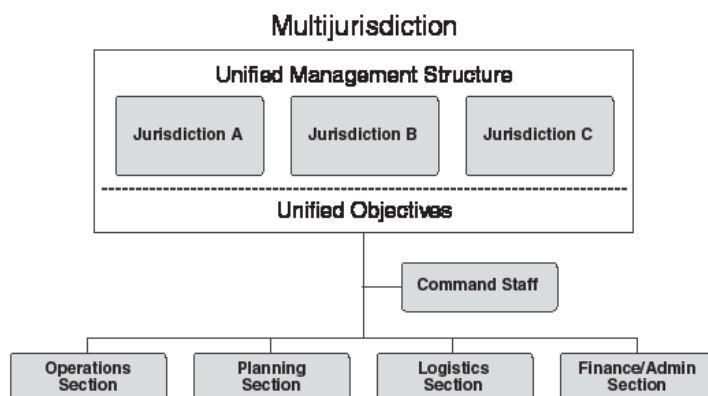 Multijurisdiction
Unified Management Structure
Jurisdiction A
Jurisdiction B
Jurisdiction C
Unified Objectives
Command Staff
Operations
Section
Planning
Section
Logistics
Section
Finance/Admin
Section